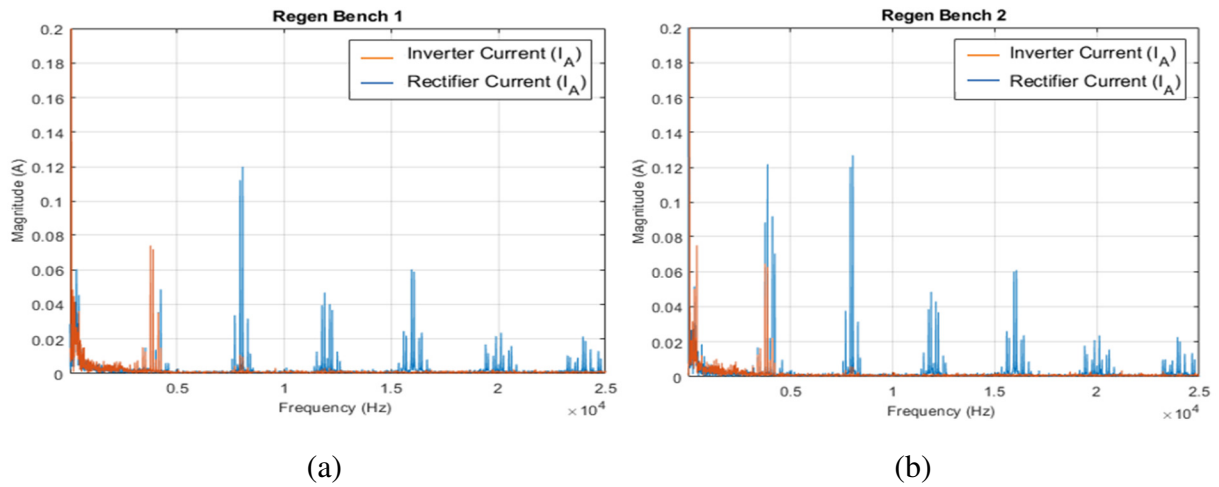 Regen Bench 1
0.2
0.18
0.16
0.14
0.12
0.1
0.08
0.06
0.04
0.02
0
Magnitude (A)
Inverter Current (I_A)
Rectifier Current (I_A)
0.5
1
1.5
2
2.5
Frequency (Hz)
×10^4
(a)
Regen Bench 2
0.2
0.18
0.16
0.14
0.12
0.1
0.08
0.06
0.04
0.02
0
Magnitude (A)
Inverter Current (I_A)
Rectifier Current (I_A)
0.5
1
1.5
2
2.5
Frequency (Hz)
×10^4
(b)